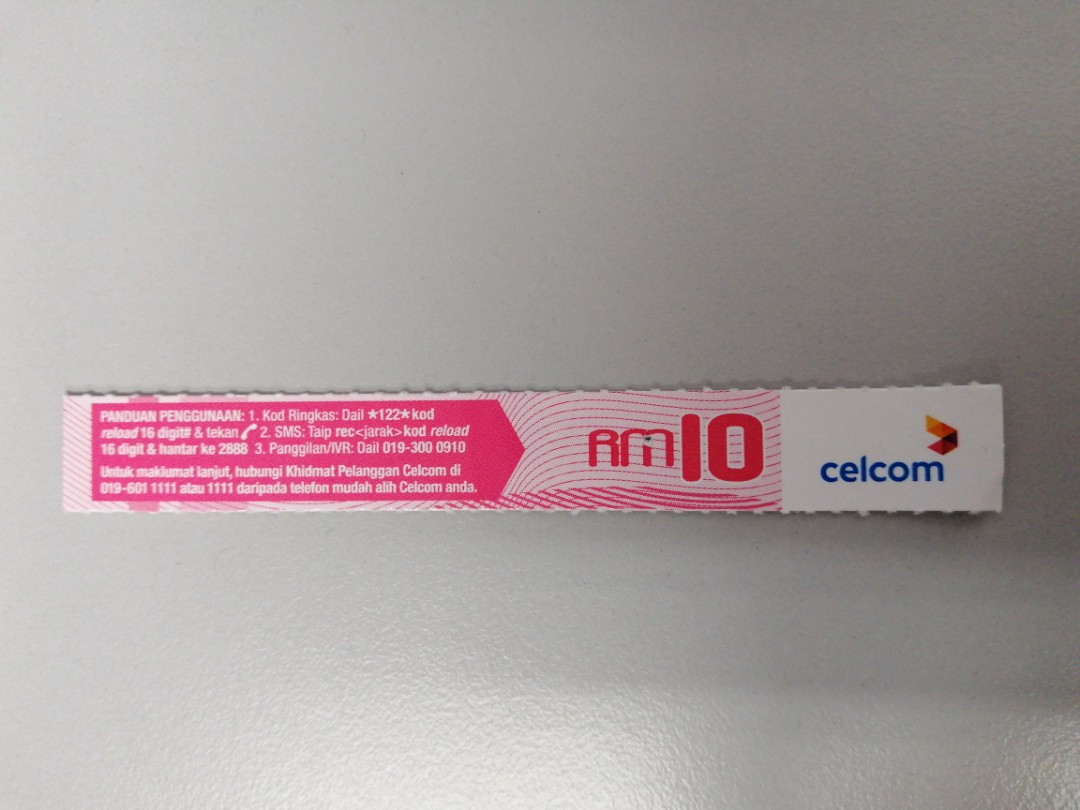 PANDUAN PENGGUNAAN: 1. Kod Ringkas: Dail *122*kod
reload 16 digit# & tekan 2. SMS: Taip rec<jarak>kod reload
16 digit & hantar ke 2888 3. Panggilan/IVR: Dail 019-300 0910
Untuk maklumat lanjut, hubungi Khidmat Pelanggan Celcom di
019-601 1111 atau 1111 daripada telefon mudah alih Celcom anda.
RM10
celcom